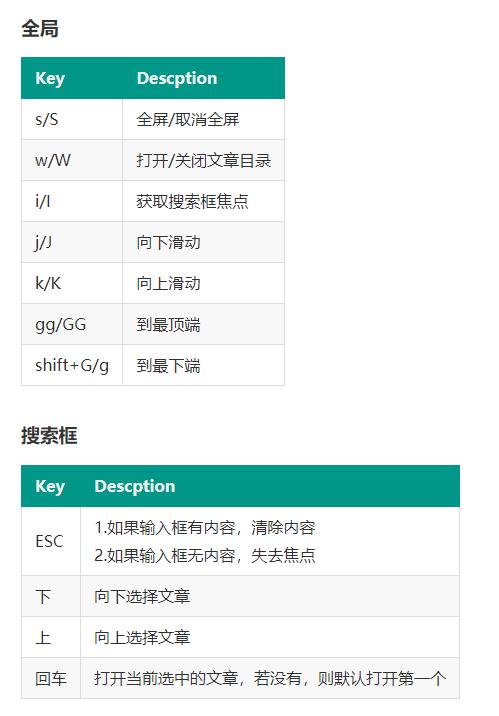 全局
Key Descption
s/S 全屏/取消全屏
w/W 打开/关闭文章目录
i/I 获取搜索框焦点
j/J 向下滑动
k/K 向上滑动
gg/GG 到最顶端
shift+G/g 到最下端
搜索框
Key Descption
ESC 1.如果输入框有内容，清除内容
2.如果输入框无内容，失去焦点
下 向下选择文章
上 向上选择文章
回车 打开当前选中的文章，若没有，则默认打开第一个